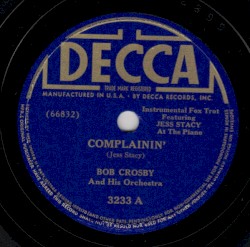 DECCA
TRADE MARK REGISTERED
MANUFACTURED IN U.S.A. BY DECCA RECORDS, INC.
(66832)
Instrumental Fox Trot
Featuring
JESS STACY
At The Piano
COMPLAININ'
(Jess Stacy)
BOB CROSBY
And His Orchestra
3233 A